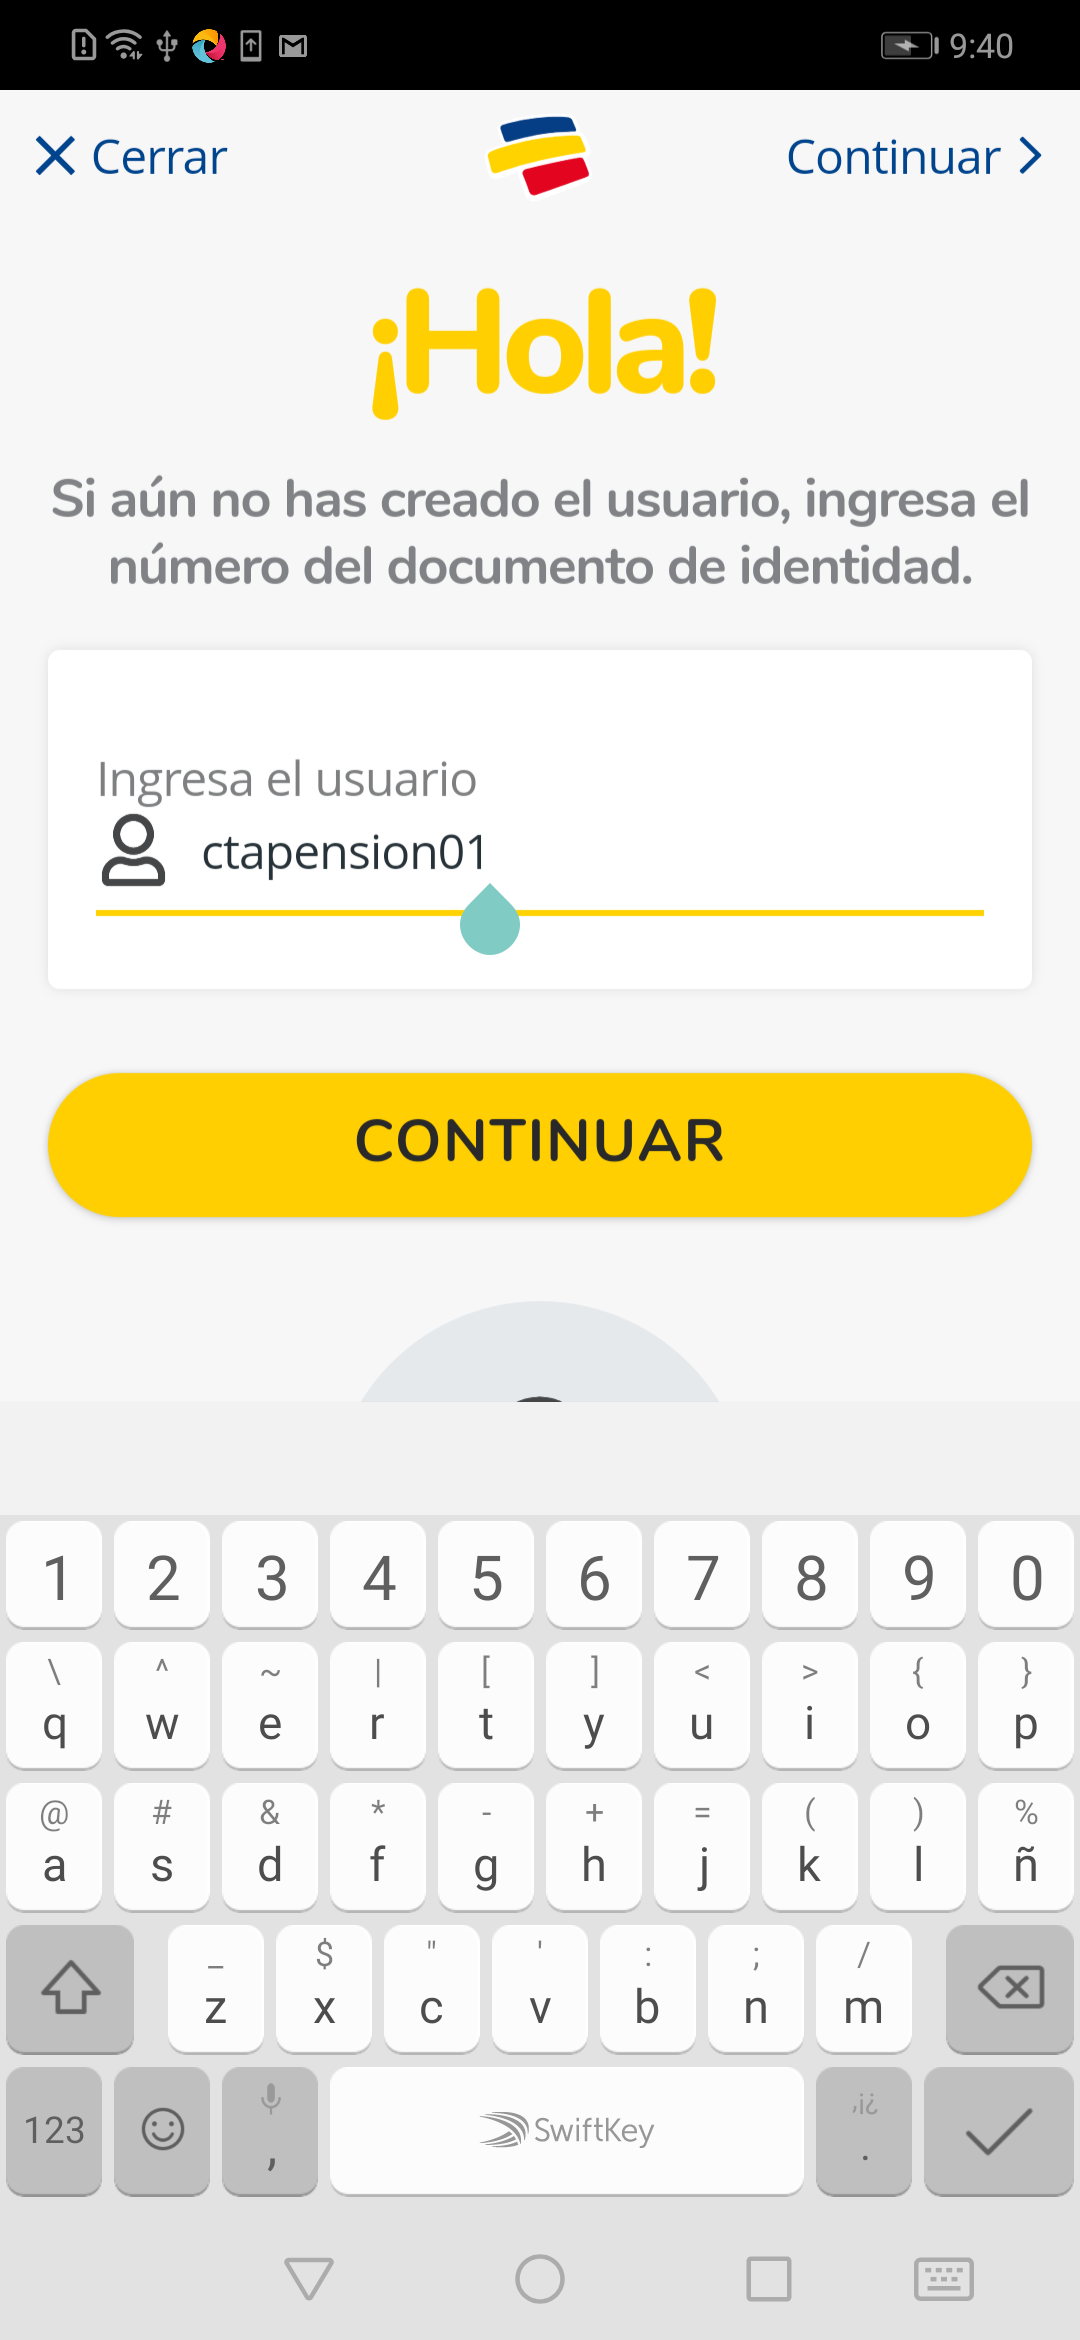 9:40
Cerrar
Continuar
¡Hola!
Si aún no has creado el usuario, ingresa el
número del documento de identidad.
Ingresa el usuario
ctapension01
CONTINUAR
1 2 3 4 5 6 7 8 9 0
\ ^ ~ | [ ] < > { }
q w e r t y u i o p
@ # & * - + = ( ) %
a s d f g h j k l ñ
_ $ " ' : ; /
z x c v b n m
123 , SwiftKey ,¡¿ .